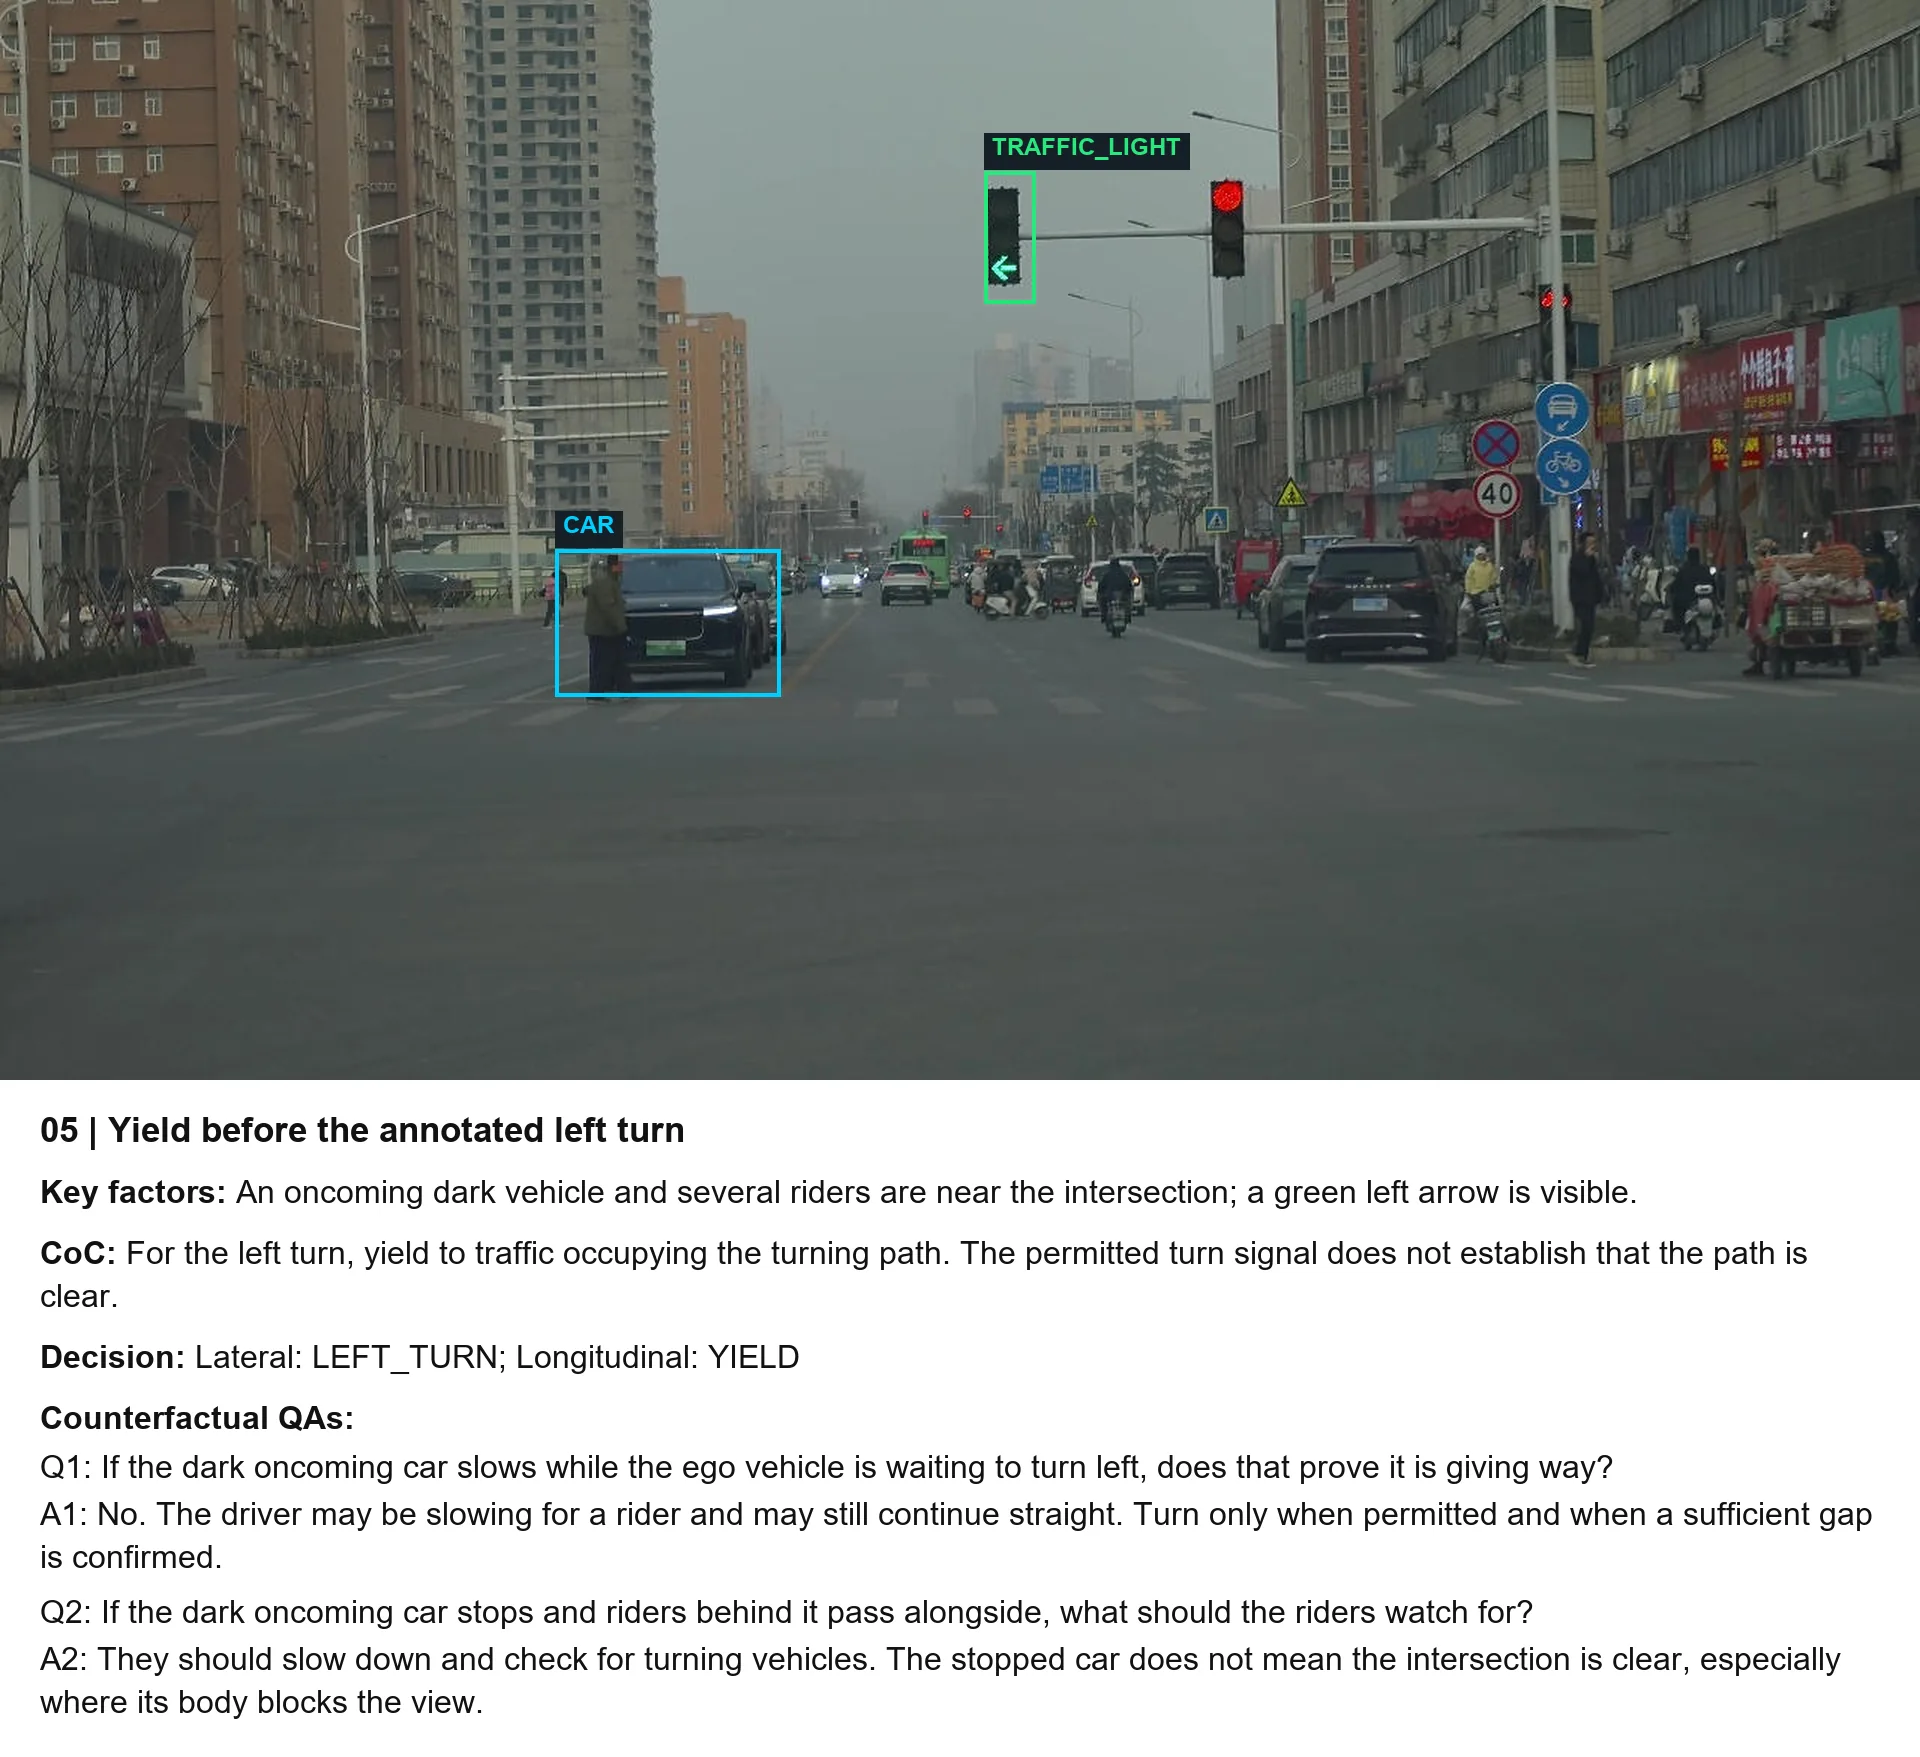 TRAFFIC_LIGHT
CAR
40
05 | Yield before the annotated left turn
Key factors: An oncoming dark vehicle and several riders are near the intersection; a green left arrow is visible.
CoC: For the left turn, yield to traffic occupying the turning path. The permitted turn signal does not establish that the path is
clear.
Decision: Lateral: LEFT_TURN; Longitudinal: YIELD
Counterfactual QAs:
Q1: If the dark oncoming car slows while the ego vehicle is waiting to turn left, does that prove it is giving way?
A1: No. The driver may be slowing for a rider and may still continue straight. Turn only when permitted and when a sufficient gap
is confirmed.
Q2: If the dark oncoming car stops and riders behind it pass alongside, what should the riders watch for?
A2: They should slow down and check for turning vehicles. The stopped car does not mean the intersection is clear, especially
where its body blocks the view.